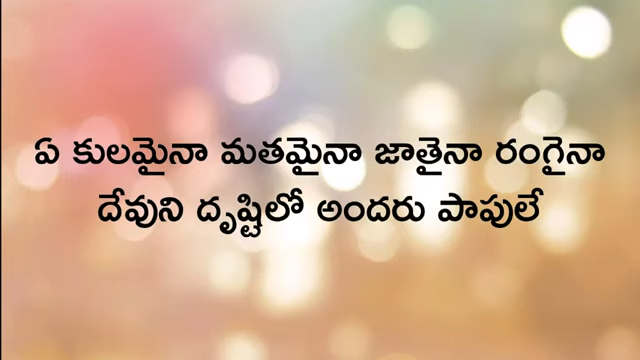 ఏ కులమైనా మతమైనా జాతైనా రంగైనా
దేవుని దృష్టిలో అందరు పాపులే